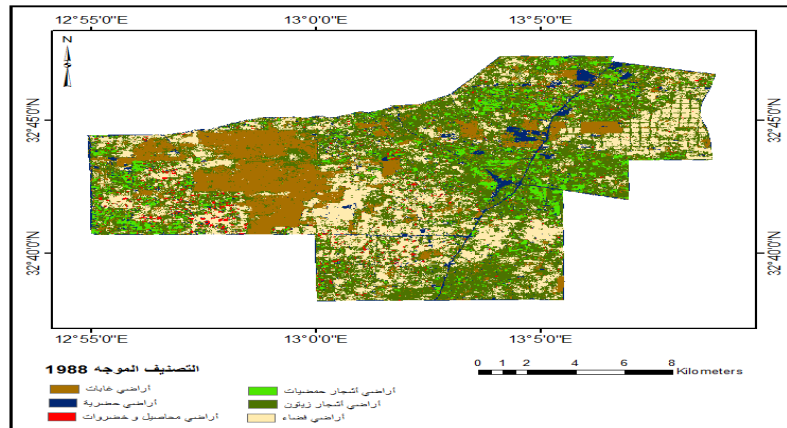 12°55'0"E 13°0'0"E 13°5'0"E
N
32°45'0"N 32°45'0"N
32°40'0"N 32°40'0"N
12°55'0"E 13°0'0"E 13°5'0"E
التصنيف الموجه 1988
0 1 2 4 6 8
Kilometers
أراضي غابات
أراضي حضرية
أراضي محاصيل و خضروات
أراضي أشجار حمضيات
أراضي أشجار زيتون
أراضي فضاء